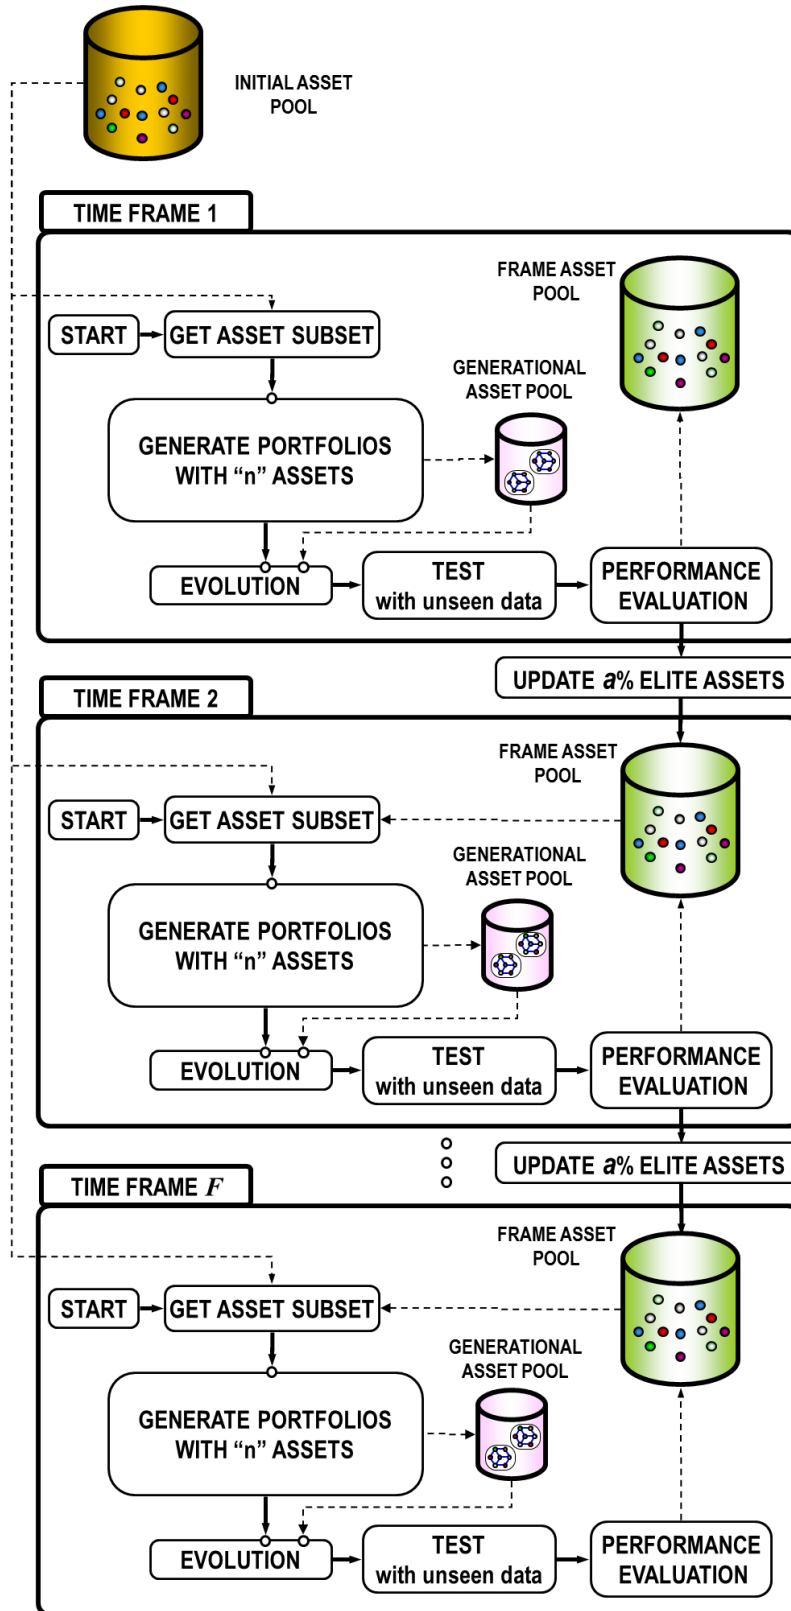 INITIAL ASSET
POOL
TIME FRAME 1
FRAME ASSET
POOL
START
GET ASSET SUBSET
GENERATIONAL
ASSET POOL
GENERATE PORTFOLIOS
WITH “n” ASSETS
EVOLUTION
TEST
with unseen data
PERFORMANCE
EVALUATION
UPDATE a% ELITE ASSETS
TIME FRAME 2
FRAME ASSET
POOL
START
GET ASSET SUBSET
GENERATIONAL
ASSET POOL
GENERATE PORTFOLIOS
WITH “n” ASSETS
EVOLUTION
TEST
with unseen data
PERFORMANCE
EVALUATION
UPDATE a% ELITE ASSETS
TIME FRAME F
FRAME ASSET
POOL
START
GET ASSET SUBSET
GENERATIONAL
ASSET POOL
GENERATE PORTFOLIOS
WITH “n” ASSETS
EVOLUTION
TEST
with unseen data
PERFORMANCE
EVALUATION